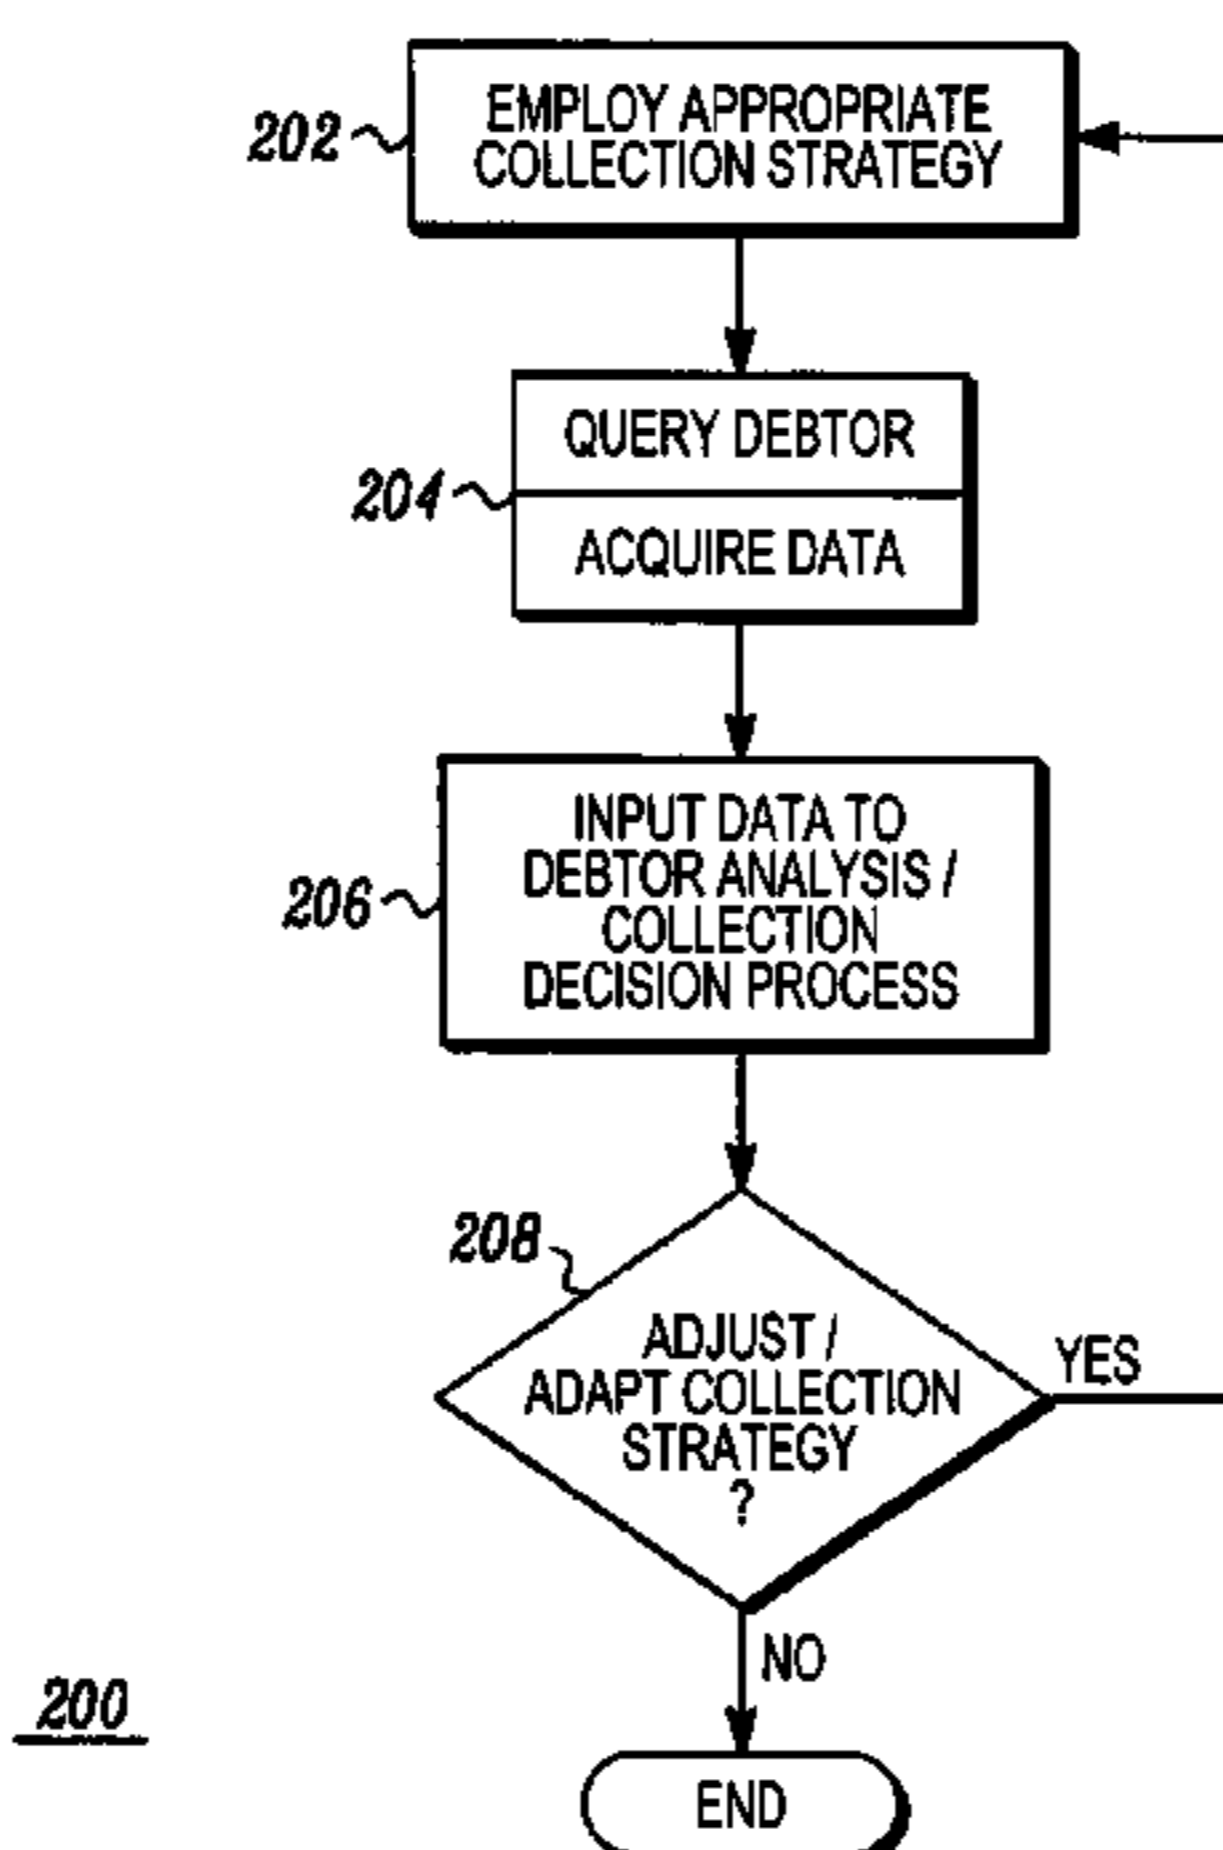 202
EMPLOY APPROPRIATE
COLLECTION STRATEGY
QUERY DEBTOR
204
ACQUIRE DATA
206
INPUT DATA TO
DEBTOR ANALYSIS /
COLLECTION
DECISION PROCESS
208
ADJUST /
ADAPT COLLECTION
STRATEGY
?
YES
NO
200
END